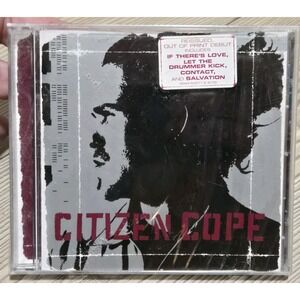 REISSUED,
OUT OF PRINT DEBUT
INCLUDES
IF THERE'S LOVE,
LET THE
DRUMMER KICK,
CONTACT,
AND SALVATION
CITIZEN COPE